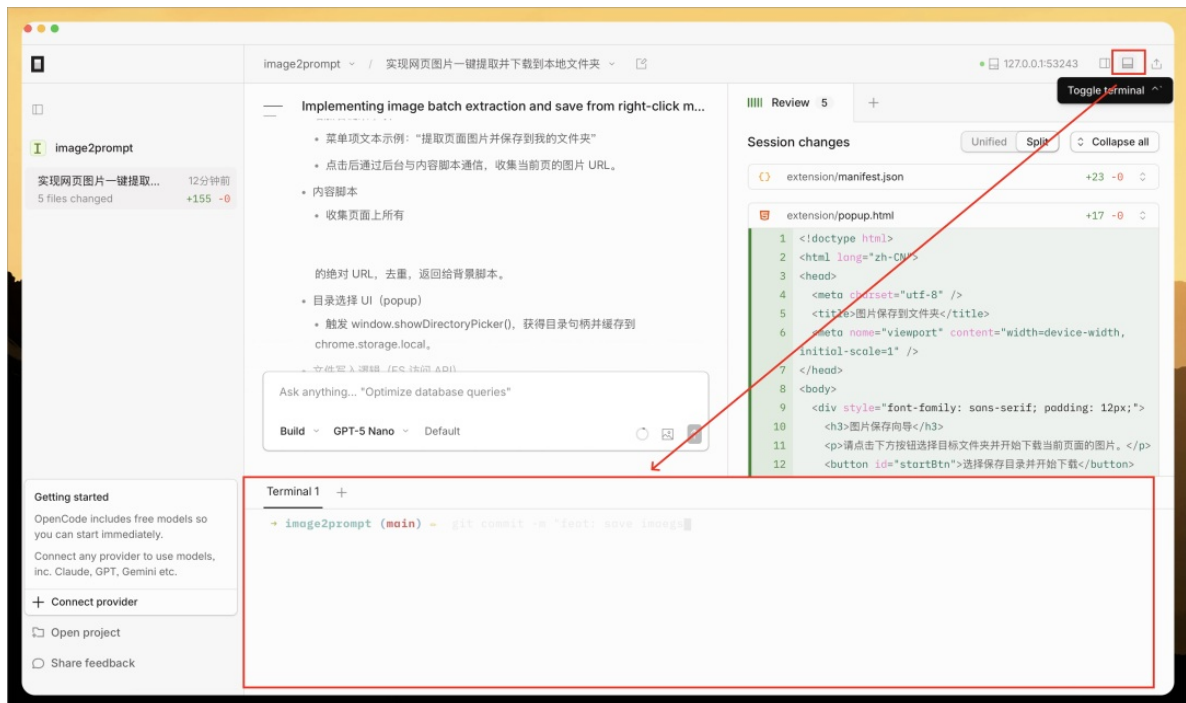 image2prompt / 实现网页图片一键提取并下载到本地文件夹
127.0.0.1:53243
Toggle terminal ^`
image2prompt
实现网页图片一键提取... 12分钟前
5 files changed +155 -0
Implementing image batch extraction and save from right-click m...
• 菜单项文本示例:“提取页面图片并保存到我的文件夹”
• 点击后通过后台与内容脚本通信,收集当前页的图片 URL。
• 内容脚本
• 收集页面上所有
的绝对 URL,去重,返回给背景脚本。
• 目录选择 UI(popup)
• 触发 window.showDirectoryPicker(),获得目录句柄并缓存到
chrome.storage.local。
• 文件写入逻辑(FS 访问 API)
Ask anything... "Optimize database queries"
Build GPT-5 Nano Default
Review 5 +
Session changes
Unified Split Collapse all
{} extension/manifest.json +23 -0
extension/popup.html +17 -0
1 <!doctype html>
2 <html lang="zh-CN">
3 <head>
4 <meta charset="utf-8" />
5 <title>图片保存到文件夹</title>
6 <meta name="viewport" content="width=device-width,
initial-scale=1" />
7 </head>
8 <body>
9 <div style="font-family: sans-serif; padding: 12px;">
10 <h3>图片保存向导</h3>
11 <p>请点击下方按钮选择目标文件夹并开始下载当前页面的图片。</p>
12 <button id="startBtn">选择保存目录并开始下载</button>
Getting started
OpenCode includes free models so
you can start immediately.
Connect any provider to use models,
inc. Claude, GPT, Gemini etc.
+ Connect provider
Open project
Share feedback
Terminal 1 +
→ image2prompt (main) git commit -m "feat: save